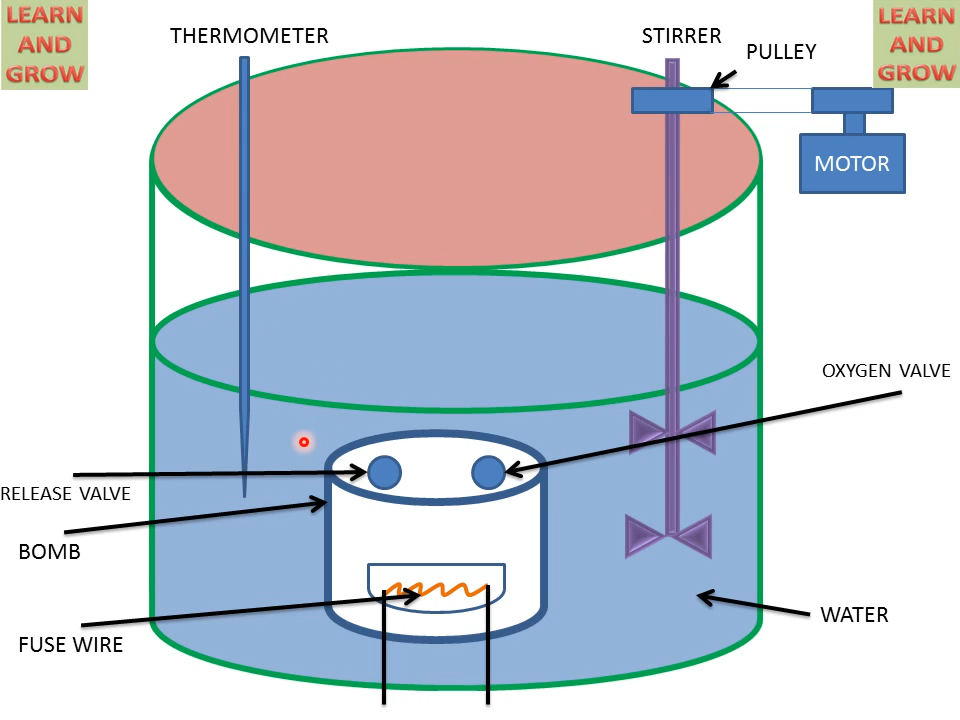 LEARN
AND
GROW
THERMOMETER
STIRRER
PULLEY
LEARN
AND
GROW
MOTOR
OXYGEN VALVE
RELEASE VALVE
BOMB
FUSE WIRE
WATER